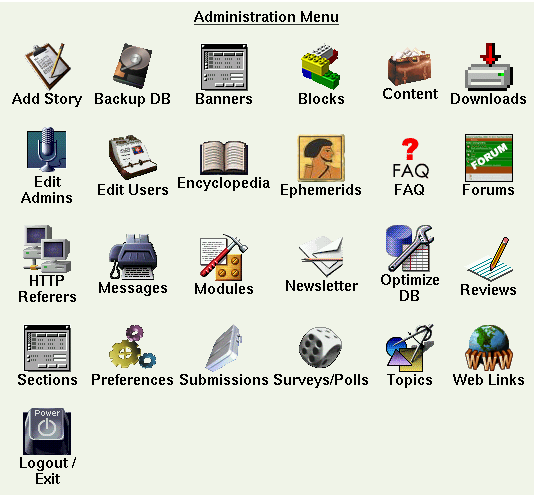 Administration Menu
Add Story
Backup DB
Banners
Blocks
Content
Downloads
Edit
Admins
Edit Users
Encyclopedia
Ephemerids
FAQ
FAQ
FORUM
Forums
HTTP
Referers
Messages
Modules
Newsletter
Optimize
DB
Reviews
Sections
Preferences
Submissions
Surveys/Polls
Topics
WWW
Web Links
Power
Logout /
Exit